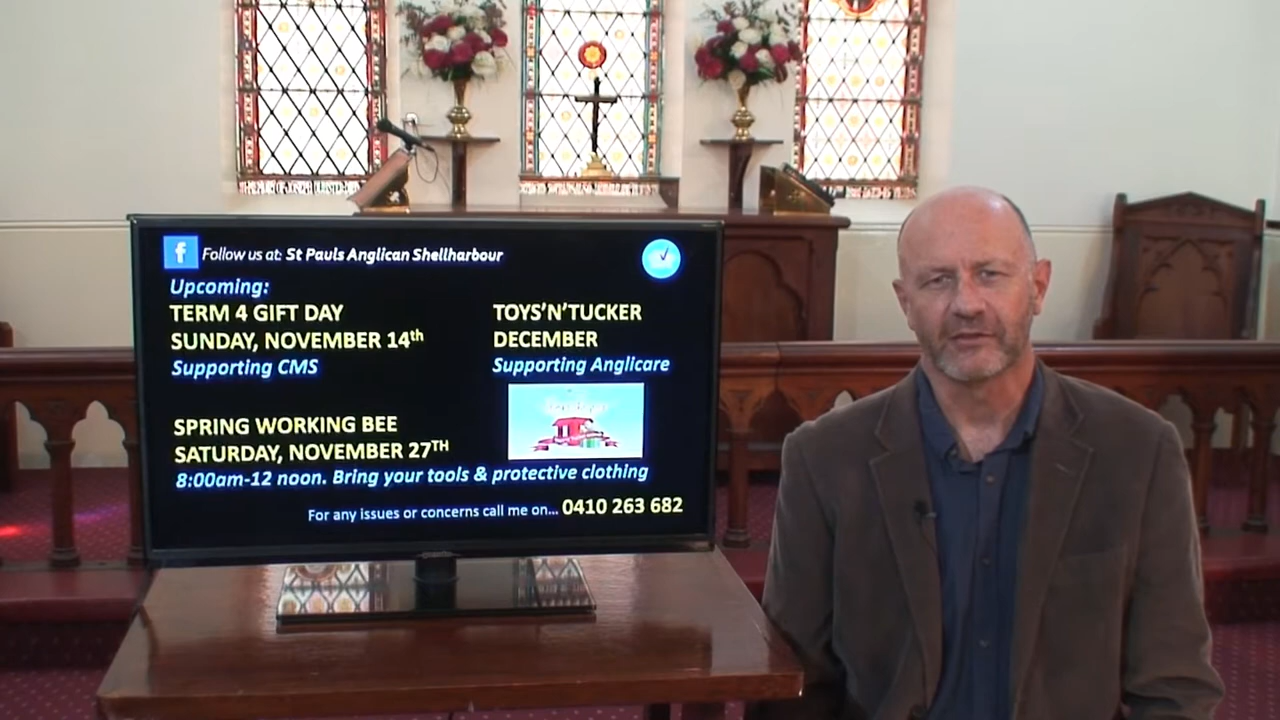 f Follow us at: St Pauls Anglican Shellharbour
Upcoming:
TERM 4 GIFT DAY
SUNDAY, NOVEMBER 14th
Supporting CMS
TOYS'N'TUCKER
DECEMBER
Supporting Anglicare
SPRING WORKING BEE
SATURDAY, NOVEMBER 27TH
8:00am-12 noon. Bring your tools & protective clothing
For any issues or concerns call me on... 0410 263 682